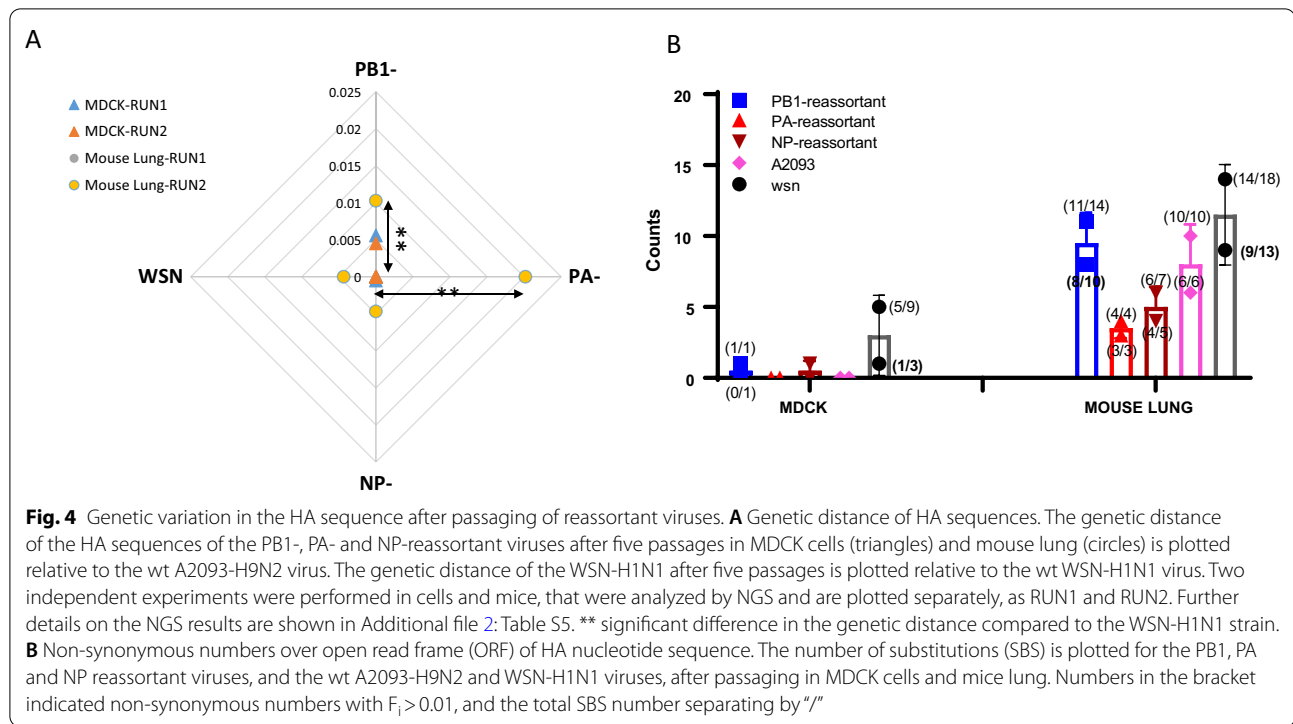 A
PB1-
MDCK-RUN1
MDCK-RUN2
Mouse Lung-RUN1
Mouse Lung-RUN2
0.025
0.02
0.015
0.01
0.005
0
**
**
WSN
PA-
NP-
B
20
15
10
5
0
Counts
PB1-reassortant
PA-reassortant
NP-reassortant
A2093
wsn
(1/1)
(0/1)
(5/9)
(1/3)
(11/14)
(8/10)
(4/4)
(3/3)
(6/7)
(4/5)
(10/10)
(6/6)
(14/18)
(9/13)
MDCK
MOUSE LUNG
Fig. 4 Genetic variation in the HA sequence after passaging of reassortant viruses. A Genetic distance of HA sequences. The genetic distance
of the HA sequences of the PB1-, PA- and NP-reassortant viruses after five passages in MDCK cells (triangles) and mouse lung (circles) is plotted
relative to the wt A2093-H9N2 virus. The genetic distance of the WSN-H1N1 after five passages is plotted relative to the wt WSN-H1N1 virus. Two
independent experiments were performed in cells and mice, that were analyzed by NGS and are plotted separately, as RUN1 and RUN2. Further
details on the NGS results are shown in Additional file 2: Table S5. ** significant difference in the genetic distance compared to the WSN-H1N1 strain.
B Non-synonymous numbers over open read frame (ORF) of HA nucleotide sequence. The number of substitutions (SBS) is plotted for the PB1, PA
and NP reassortant viruses, and the wt A2093-H9N2 and WSN-H1N1 viruses, after passaging in MDCK cells and mice lung. Numbers in the bracket
indicated non-synonymous numbers with Fi > 0.01, and the total SBS number separating by "/"